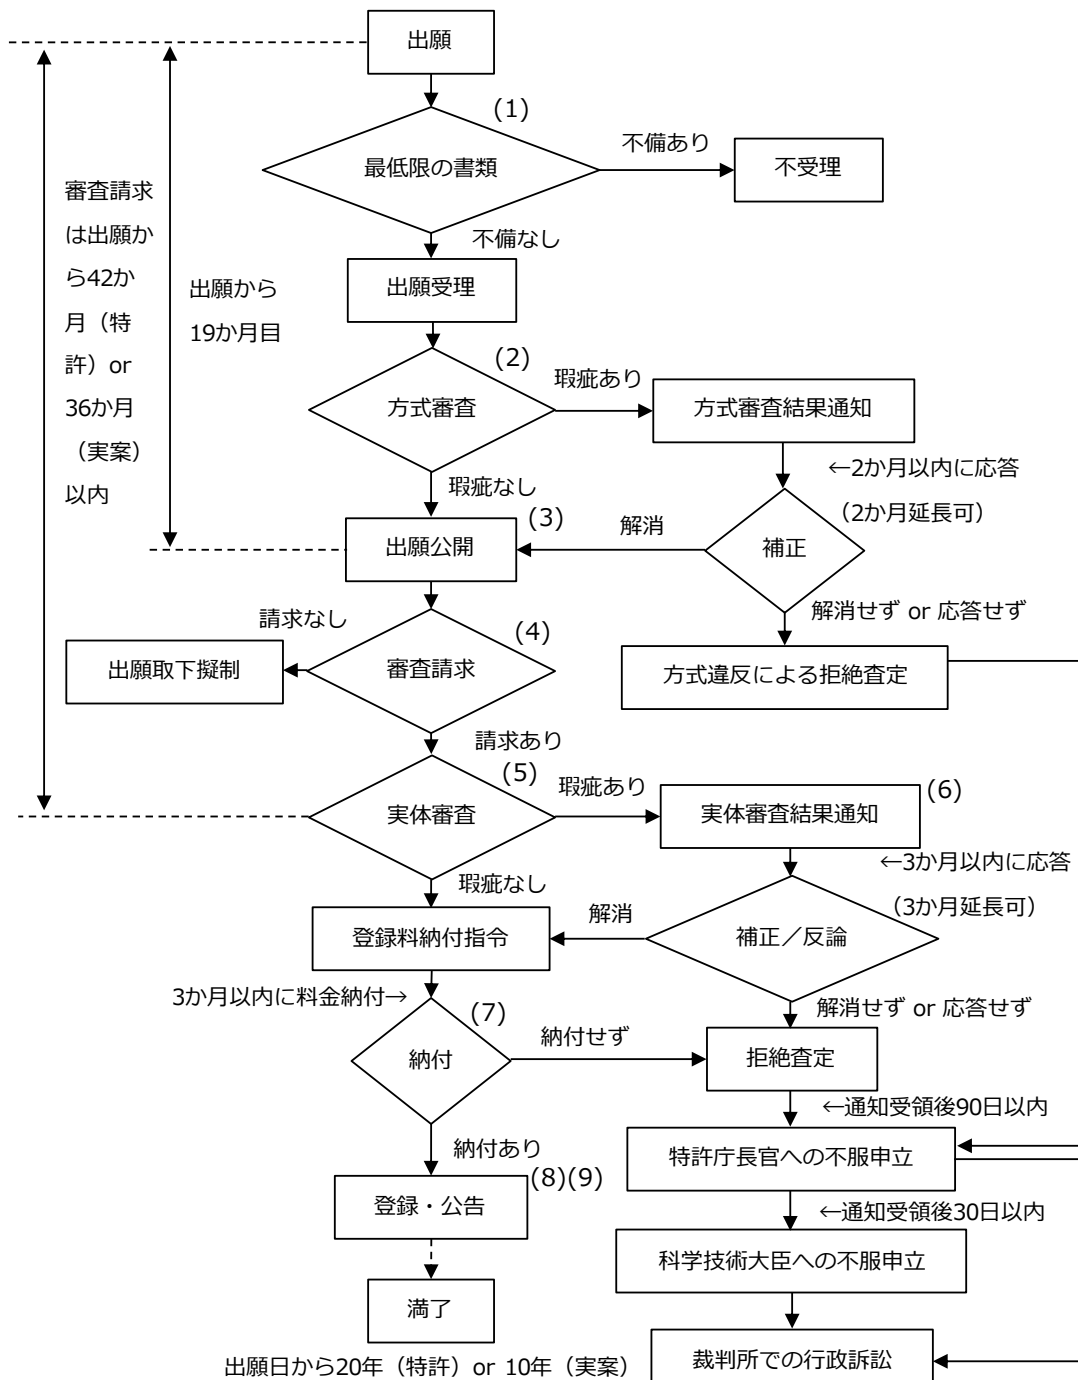 出願
(1)
最低限の書類
不備あり
不受理
不備なし
審査請求
は出願か
ら42か
月（特
許）or
36か月
（実案）
以内
出願から
19か月目
出願受理
(2)
方式審査
瑕疵あり
方式審査結果通知
←2か月以内に応答
（2か月延長可）
瑕疵なし
(3)
出願公開
解消
補正
解消せず or 応答せず
請求なし
(4)
出願取下擬制
審査請求
方式違反による拒絶査定
請求あり
(5)
実体審査
瑕疵あり
実体審査結果通知
(6)
←3か月以内に応答
（3か月延長可）
瑕疵なし
登録料納付指令
解消
補正／反論
3か月以内に料金納付→
解消せず or 応答せず
(7)
納付
納付せず
拒絶査定
←通知受領後90日以内
納付あり
特許庁長官への不服申立
(8)(9)
登録・公告
←通知受領後30日以内
科学技術大臣への不服申立
満了
出願日から20年（特許）or 10年（実案）
裁判所での行政訴訟